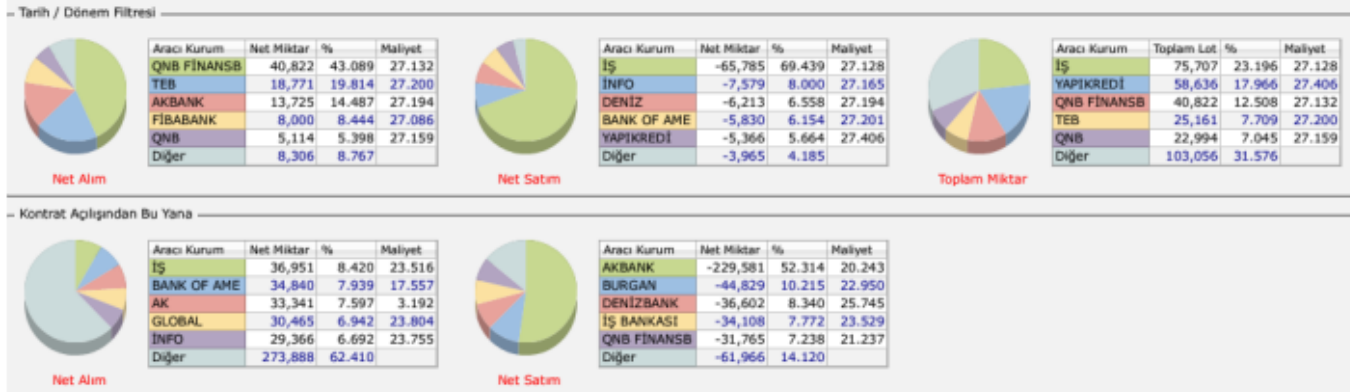 Tarih / Dönem Filtresi
Aracı Kurum Net Miktar % Maliyet
QNB FİNANSB 40,822 43.089 27.132
TEB 18,771 19.814 27.200
AKBANK 13,725 14.487 27.194
FİBABANK 8,000 8.444 27.086
QNB 5,114 5.398 27.159
Diğer 8,306 8.767
Net Alım
Aracı Kurum Net Miktar % Maliyet
İŞ -65,785 69.439 27.128
İNFO -7,579 8.000 27.165
DENİZ -6,213 6.558 27.194
BANK OF AME -5,830 6.154 27.201
YAPIKREDİ -5,366 5.664 27.406
Diğer -3,965 4.185
Net Satım
Aracı Kurum Toplam Lot % Maliyet
İŞ 75,707 23.196 27.128
YAPIKREDİ 58,636 17.966 27.406
QNB FİNANSB 40,822 12.508 27.132
TEB 25,161 7.709 27.200
QNB 22,994 7.045 27.159
Diğer 103,056 31.576
Toplam Miktar
Kontrat Açılışından Bu Yana
Aracı Kurum Net Miktar % Maliyet
İŞ 36,951 8.420 23.516
BANK OF AME 34,840 7.939 17.557
AK 33,341 7.597 3.192
GLOBAL 30,465 6.942 23.804
İNFO 29,366 6.692 23.755
Diğer 273,888 62.410
Net Alım
Aracı Kurum Net Miktar % Maliyet
AKBANK -229,581 52.314 20.243
BURGAN -44,829 10.215 22.950
DENİZBANK -36,602 8.340 25.745
İŞ BANKASI -34,108 7.772 23.529
QNB FİNANSB -31,765 7.238 21.237
Diğer -61,966 14.120
Net Satım